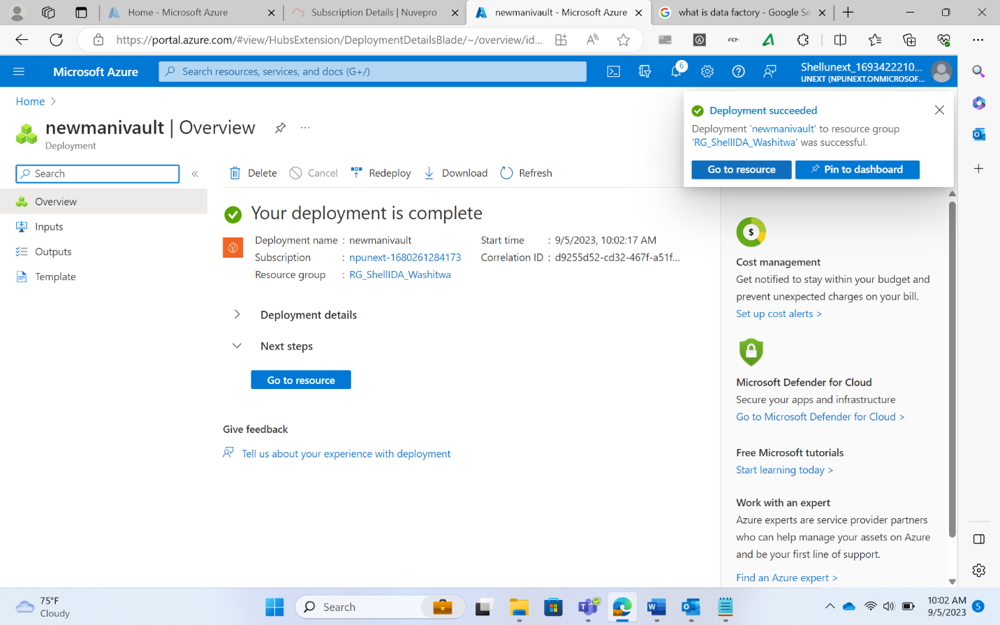 Home - Microsoft Azure
Subscription Details | Nuvepro
newmanivault - Microsoft Azure
what is data factory - Google Se
https://portal.azure.com/#view/HubsExtension/DeploymentDetailsBlade/~/overview/id...
FCM
Microsoft Azure
Search resources, services, and docs (G+/)
6
Shellunext_1693422210...
UNEXT (NPUNEXT.ONMICROSOF...
Home
newmanivault | Overview
Deployment
Deployment succeeded
Deployment 'newmanivault' to resource group
'RG_ShellIDA_Washitwa' was successful.
Go to resource
Pin to dashboard
Search
Delete
Cancel
Redeploy
Download
Refresh
Overview
Inputs
Outputs
Template
Your deployment is complete
Deployment name : newmanivault
Subscription : npunext-1680261284173
Resource group : RG_ShellIDA_Washitwa
Start time : 9/5/2023, 10:02:17 AM
Correlation ID : d9255d52-cd32-467f-a51f...
Deployment details
Next steps
Go to resource
Give feedback
Tell us about your experience with deployment
$
Cost management
Get notified to stay within your budget and
prevent unexpected charges on your bill.
Set up cost alerts >
Microsoft Defender for Cloud
Secure your apps and infrastructure
Go to Microsoft Defender for Cloud >
Free Microsoft tutorials
Start learning today >
Work with an expert
Azure experts are service provider partners
who can help manage your assets on Azure
and be your first line of support.
Find an Azure expert >
75°F
Cloudy
Search
10:02 AM
9/5/2023
5